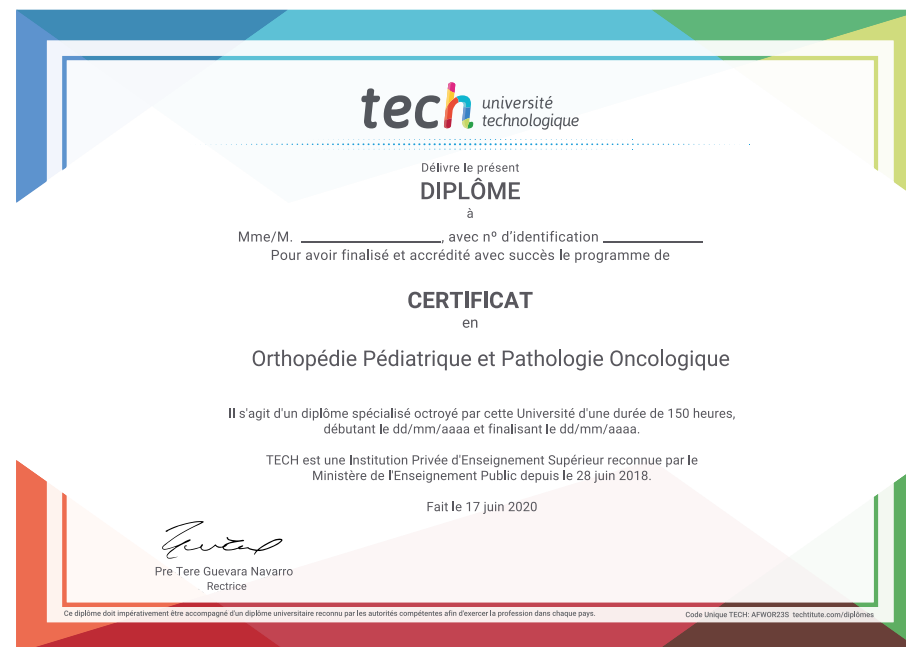 tech université
technologique
Délivre le présent
DIPLÔME
à
Mme/M. ____________________, avec nº d'identification ______________
Pour avoir finalisé et accrédité avec succès le programme de
CERTIFICAT
en
Orthopédie Pédiatrique et Pathologie Oncologique
Il s'agit d'un diplôme spécialisé octroyé par cette Université d'une durée de 150 heures,
débutant le dd/mm/aaaa et finalisant le dd/mm/aaaa.
TECH est une Institution Privée d'Enseignement Supérieur reconnue par le
Ministère de l'Enseignement Public depuis le 28 juin 2018.
Fait le 17 juin 2020
Pre Tere Guevara Navarro
Rectrice
Ce diplôme doit impérativement être accompagné d'un diplôme universitaire reconnu par les autorités compétentes afin d'exercer la profession dans chaque pays.
Code Unique TECH: AFWOR23S techtitute.com/diplômes